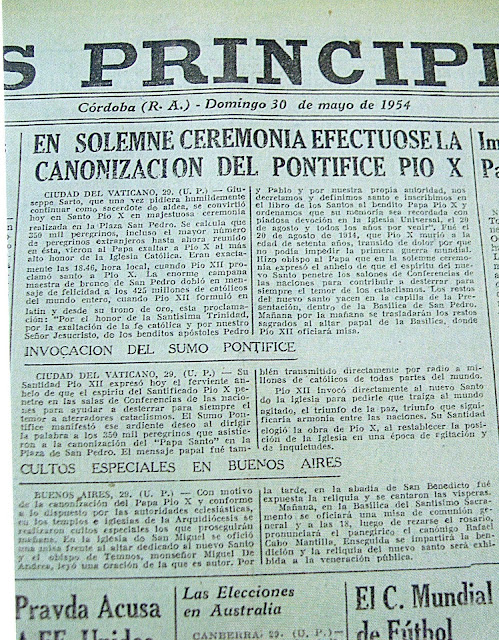 S PRINCIPI
Córdoba (R. A.) - Domingo 30 de mayo de 1954
EN SOLEMNE CEREMONIA EFECTUOSE LA
CANONIZACION DEL PONTIFICE PIO X
CIUDAD DEL VATICANO, 29. (U. P.) — Giu-
seppe Sarto, que una vez pidiera humildemente
continuar como sacerdote de aldea, se convirtió
hoy en Santo Pío X en majestuosa ceremonia
realizada en la Plaza San Pedro. Se calcula que
350 mil peregrinos, incluso el mayor número
de peregrinos extranjeros hasta ahora reunido
en ésta, vieron al Papa exaltar a Pío X al más
alto honor de la Iglesia Católica. Eran exacta-
mente las 18.46, hora local, cuando Pío XII pro-
clamó santo a Pío X. La enorme campana
maestra de bronce de San Pedro dobló en men-
saje de felicidad a los 425 millones de católicos
del mundo entero, cuando Pío XII formuló en
latín y desde su trono de oro, esta proclama-
ción: "Por el honor de la Santísima Trinidad,
por la exaltación de la fe católica y por nuestro
Señor Jesucristo, de los benditos apóstoles Pedro
y Pablo y por nuestra propia autoridad, nos
decretamos y definimos santo e inscribimos en
el libro de los Santos al bendito Papa Pío X y
ordenamos que su memoria sea recordada con
piadosa devoción en la Iglesia Universal, el 20
de agosto y todos los años por venir". Fué el
20 de agosto de 1914, que Pío X murió a la
edad de setenta años, transido de dolor por que
no podía impedir la primera guerra mundial.
Hizo obispo al Papa que en la solemne ceremo-
nia expresó el anhelo de que el espíritu del nue-
vo Santo penetre los salones de Conferencias de
las naciones para contribuir a desterrar para
siempre el temor de los cataclismos. Los restos
del nuevo santo yacen en la capilla de la Pre-
sentación, dentro de la Basílica de San Pedro.
Mañana por la mañana se trasladarán los restos
sagrados al altar papal de la Basílica, donde
Pío XII oficiará misa.
INVOCACION DEL SUMO PONTIFICE
CIUDAD DEL VATICANO, 29. (U. P.) — Su
Santidad Pío XII expresó hoy el ferviente an-
helo de que el espíritu del Santificado Pío X pe-
netre en las salas de Conferencias de las nacio-
nes para ayudar a desterrar para siempre el
temor a aterradores cataclismos. El Sumo Pon-
tífice manifestó ese ardiente deseo al dirigir
la palabra a los 350 mil peregrinos que asistie-
ron a la canonización del "Papa Santo" en la
Plaza de San Pedro. El mensaje papal fué tam-
bién transmitido directamente por radio a mi-
llones de católicos de todas partes del mundo.
Pío XII invocó directamente al nuevo Santo
de la Iglesia para pedirle que traiga al mundo
agitado, el triunfo de la paz, triunfo que signi-
ficaría armonía entre las naciones. Su Santidad
elogió la obra de Pío X, al restablecer la posi-
ción de la Iglesia en una época de agitación y
de inquietudes.
CULTOS ESPECIALES EN BUENOS AIRES
BUENOS AIRES, 29. (U. P.) — Con motivo
de la canonización del Papa Pío X y conforme
a lo dispuesto por las autoridades eclesiásticas,
en los templos e iglesias de la Arquidiócesis se
realizaron cultos especiales que proseguirán
mañana. En la Iglesia de San Miguel se ofició
una misa frente al altar dedicado al nuevo Santo
y el obispo de Temnos, monseñor Miguel De
Andrea, leyó una oración de la que es autor. Por
la tarde, en la abadía de San Benedicto fué
expuesta la reliquia y se cantaron las vísperas.
Mañana, en la Basílica del Santísimo Sacra-
mento se oficiará una misa de comunión ge-
neral y a las 18, luego de rezarse el rosario,
pronunciará el panegírico el canónigo Rafael
Cabo Montilla. Enseguida se impartirá la ben-
dición y la reliquia del nuevo santo será exhi-
bida a la veneración pública.
Im
Pa
Pravda Acusa
A EE. Unidos
Las Elecciones
en Australia
CANBERRA 29. (U. P.) —
El C. Mundial
de Fútbol